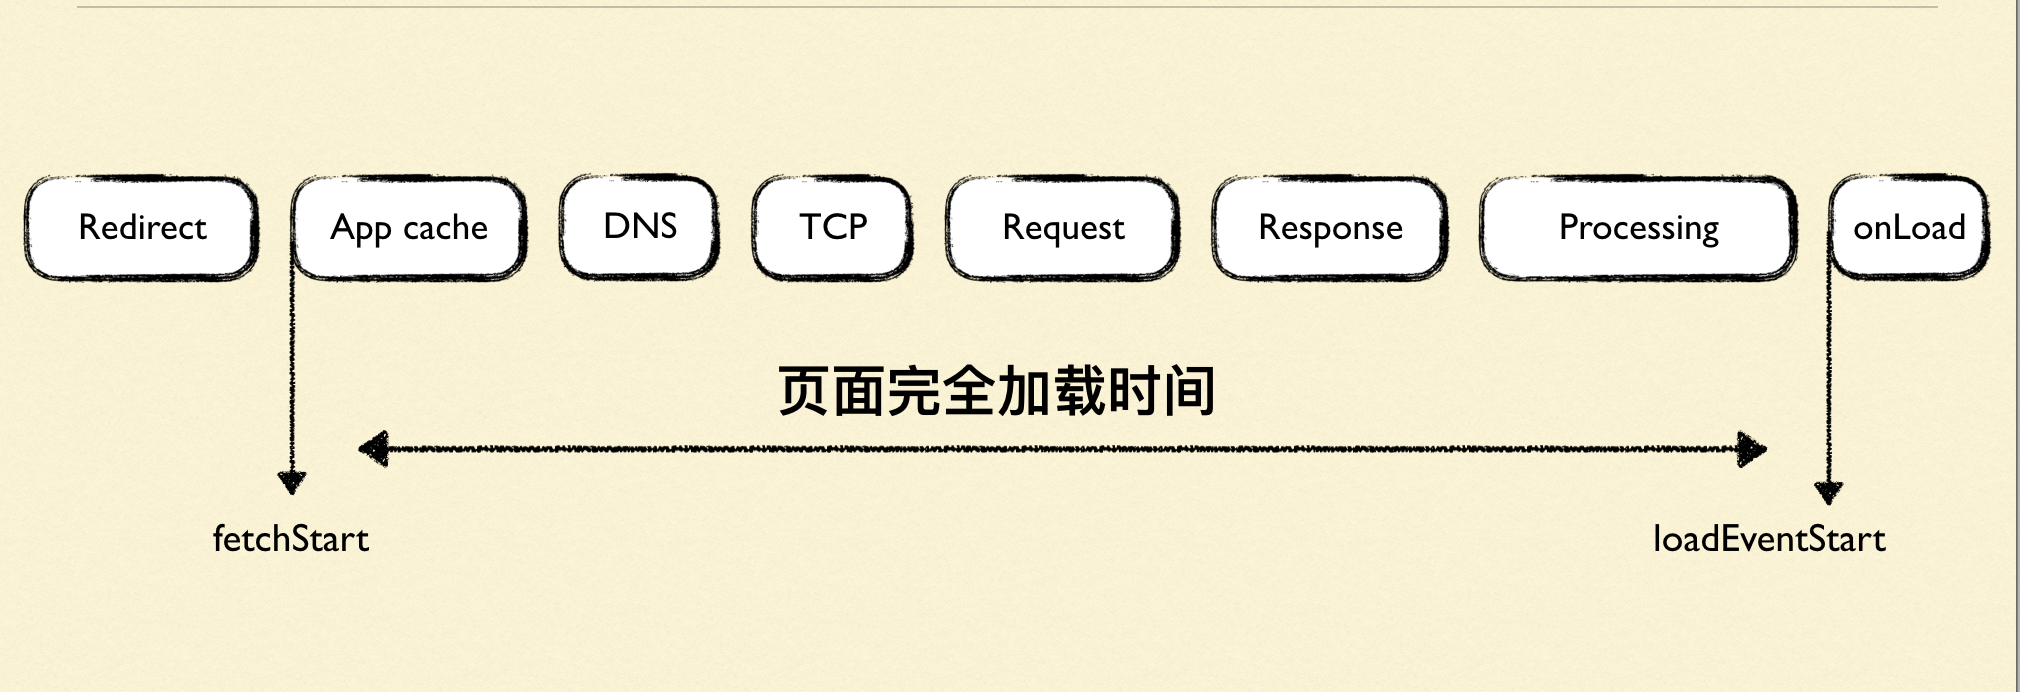 Redirect
App cache
DNS
TCP
Request
Response
Processing
onLoad
页面完全加载时间
fetchStart
loadEventStart